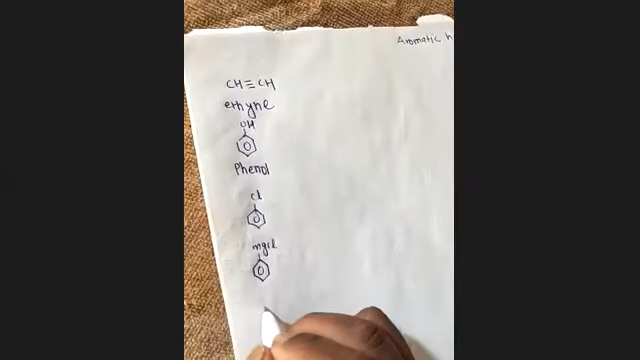 Aromatic h
CH≡CH
ethyne
OH
Phenol
Cl
mgcl